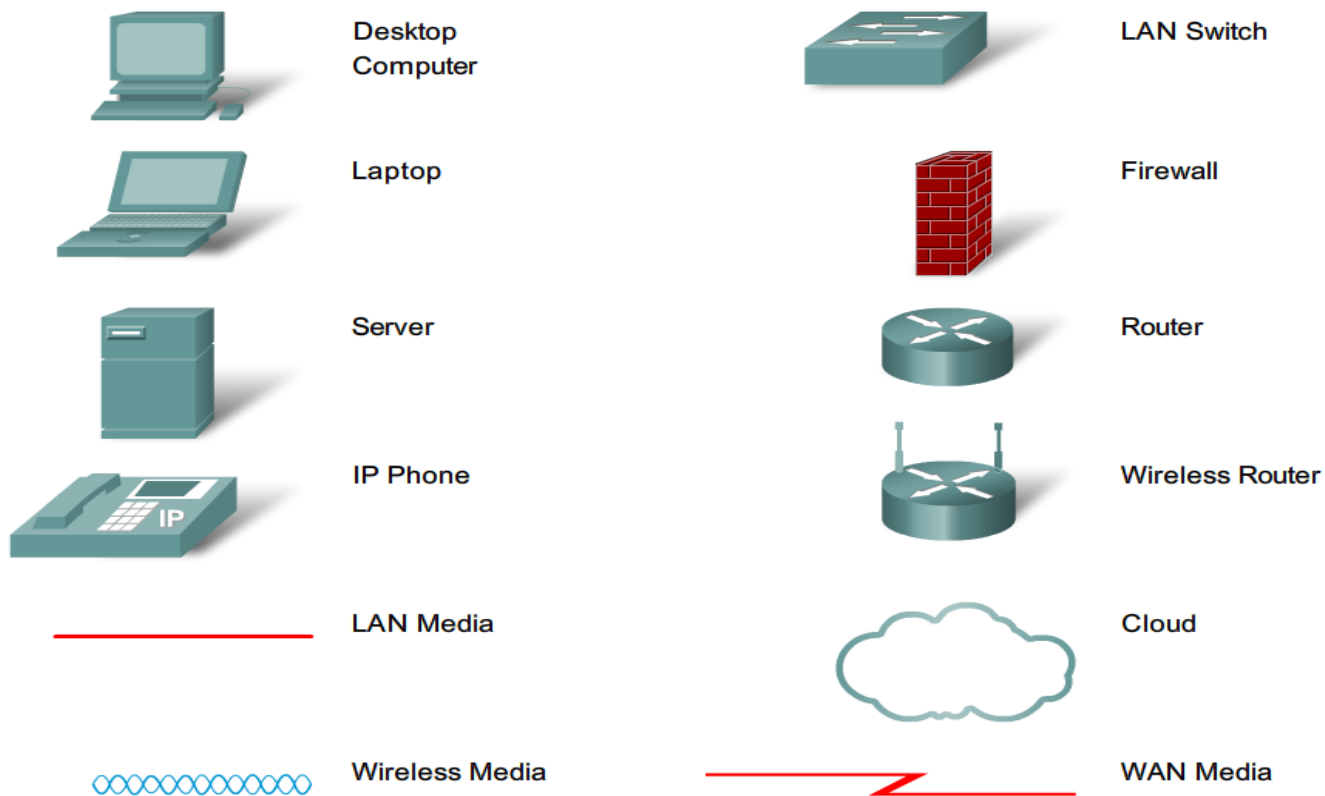 Desktop
Computer
LAN Switch
Laptop
Firewall
Server
Router
IP Phone
IP
Wireless Router
LAN Media
Cloud
Wireless Media
WAN Media